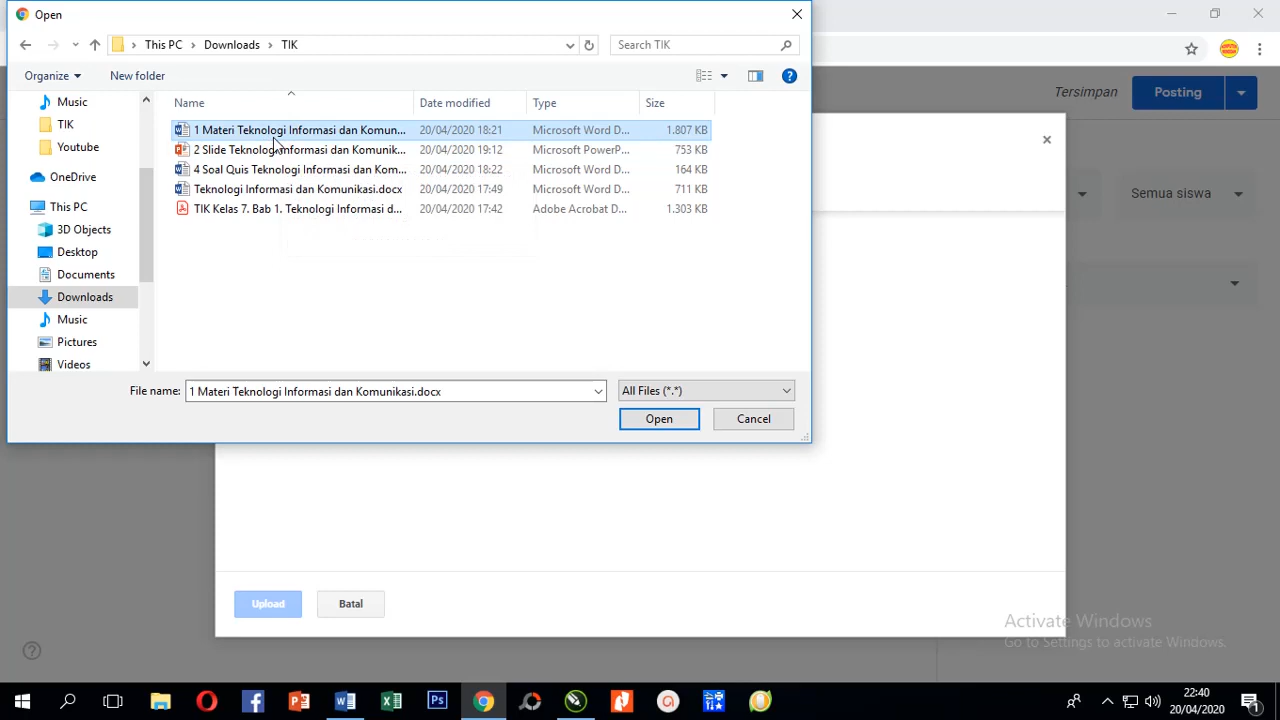 Open
This PC > Downloads > TIK
Search TIK
Organize
New folder
Name Date modified Type Size
Music
TIK
Youtube
OneDrive
This PC
3D Objects
Desktop
Documents
Downloads
Music
Pictures
Videos
1 Materi Teknologi Informasi dan Komun... 20/04/2020 18:21 Microsoft Word D... 1.807 KB
2 Slide Teknologi Informasi dan Komunik... 20/04/2020 19:12 Microsoft PowerP... 753 KB
4 Soal Quis Teknologi Informasi dan Kom... 20/04/2020 18:22 Microsoft Word D... 164 KB
Teknologi Informasi dan Komunikasi.docx 20/04/2020 17:49 Microsoft Word D... 711 KB
TIK Kelas 7. Bab 1. Teknologi Informasi d... 20/04/2020 17:42 Adobe Acrobat D... 1.303 KB
File name: 1 Materi Teknologi Informasi dan Komunikasi.docx
All Files (*.*)
Open Cancel
Tersimpan
Posting
Semua siswa
Upload
Batal
Activate Windows
Go to Settings to activate Windows.
22:40
20/04/2020